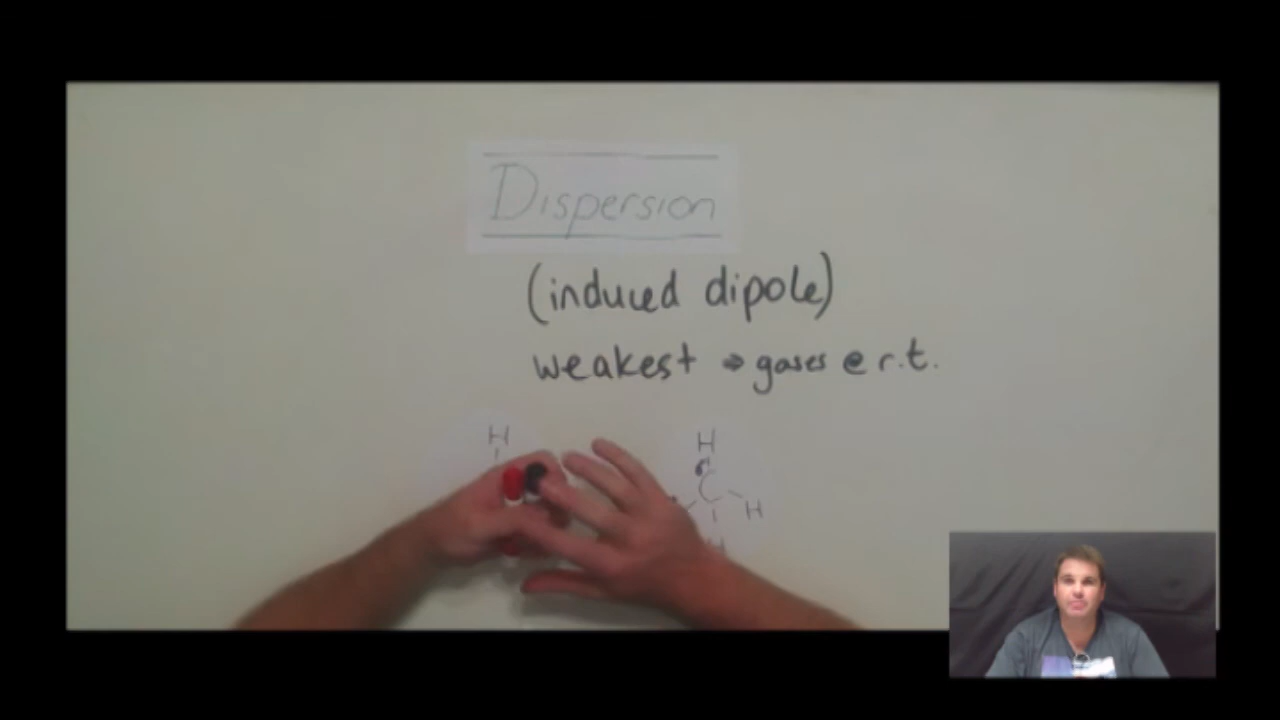 Dispersion
(induced dipole)
weakest ⇒ gases @ r.t.
H H
C
H
H